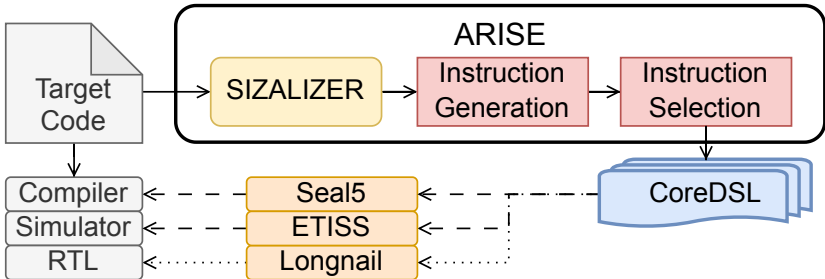 ARISE
Target
Code
SIZALIZER
Instruction
Generation
Instruction
Selection
Compiler
Seal5
CoreDSL
Simulator
ETISS
RTL
Longnail